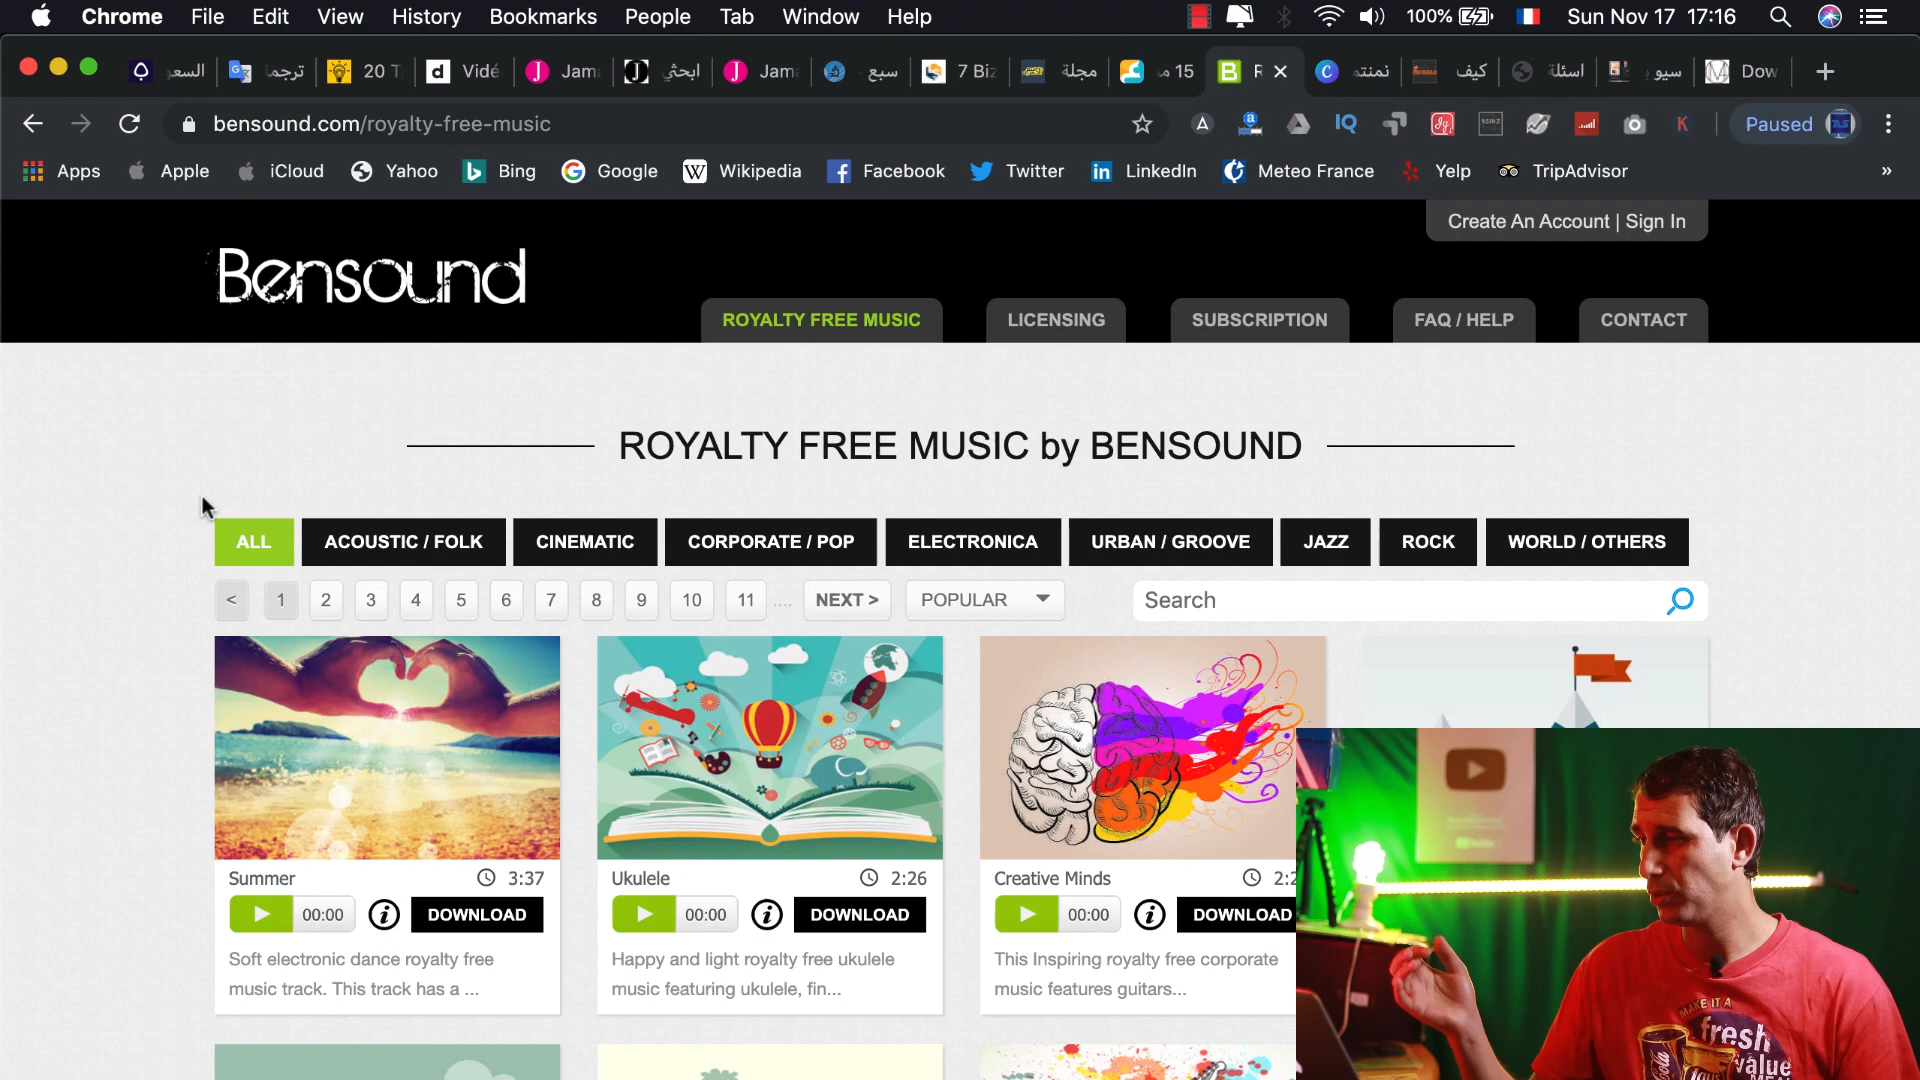 Chrome File Edit View History Bookmarks People Tab Window Help 100% Sun Nov 17 17:16
السعو ترجمة 20 T Vidé Jam ابحثي Jam سبع 7 Biz مجلة 15 م R نمنتد كيف اسئلة سيو Dow
bensound.com/royalty-free-music IQ K Paused
Apps Apple iCloud Yahoo Bing Google Wikipedia Facebook Twitter LinkedIn Meteo France Yelp TripAdvisor »
Create An Account | Sign In
Bensound
ROYALTY FREE MUSIC LICENSING SUBSCRIPTION FAQ / HELP CONTACT
ROYALTY FREE MUSIC by BENSOUND
ALL ACOUSTIC / FOLK CINEMATIC CORPORATE / POP ELECTRONICA URBAN / GROOVE JAZZ ROCK WORLD / OTHERS
< 1 2 3 4 5 6 7 8 9 10 11 .... NEXT > POPULAR Search
Summer 3:37 Ukulele 2:26 Creative Minds
00:00 DOWNLOAD 00:00 DOWNLOAD 00:00 DOWNLOAD
Soft electronic dance royalty free Happy and light royalty free ukulele This Inspiring royalty free corporate
music track. This track has a ... music featuring ukulele, fin... music features guitars...
MAKE IT A
fresh
value